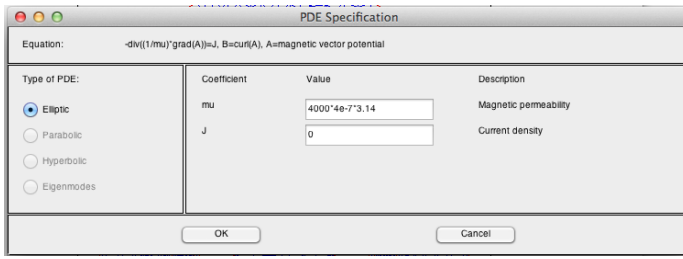 PDE Specification
Equation: -div((1/mu)*grad(A))=J, B=curl(A), A=magnetic vector potential
Type of PDE: Coefficient Value Description
Elliptic mu 4000*4e-7*3.14 Magnetic permeability
Parabolic J 0 Current density
Hyperbolic
Eigenmodes
OK Cancel